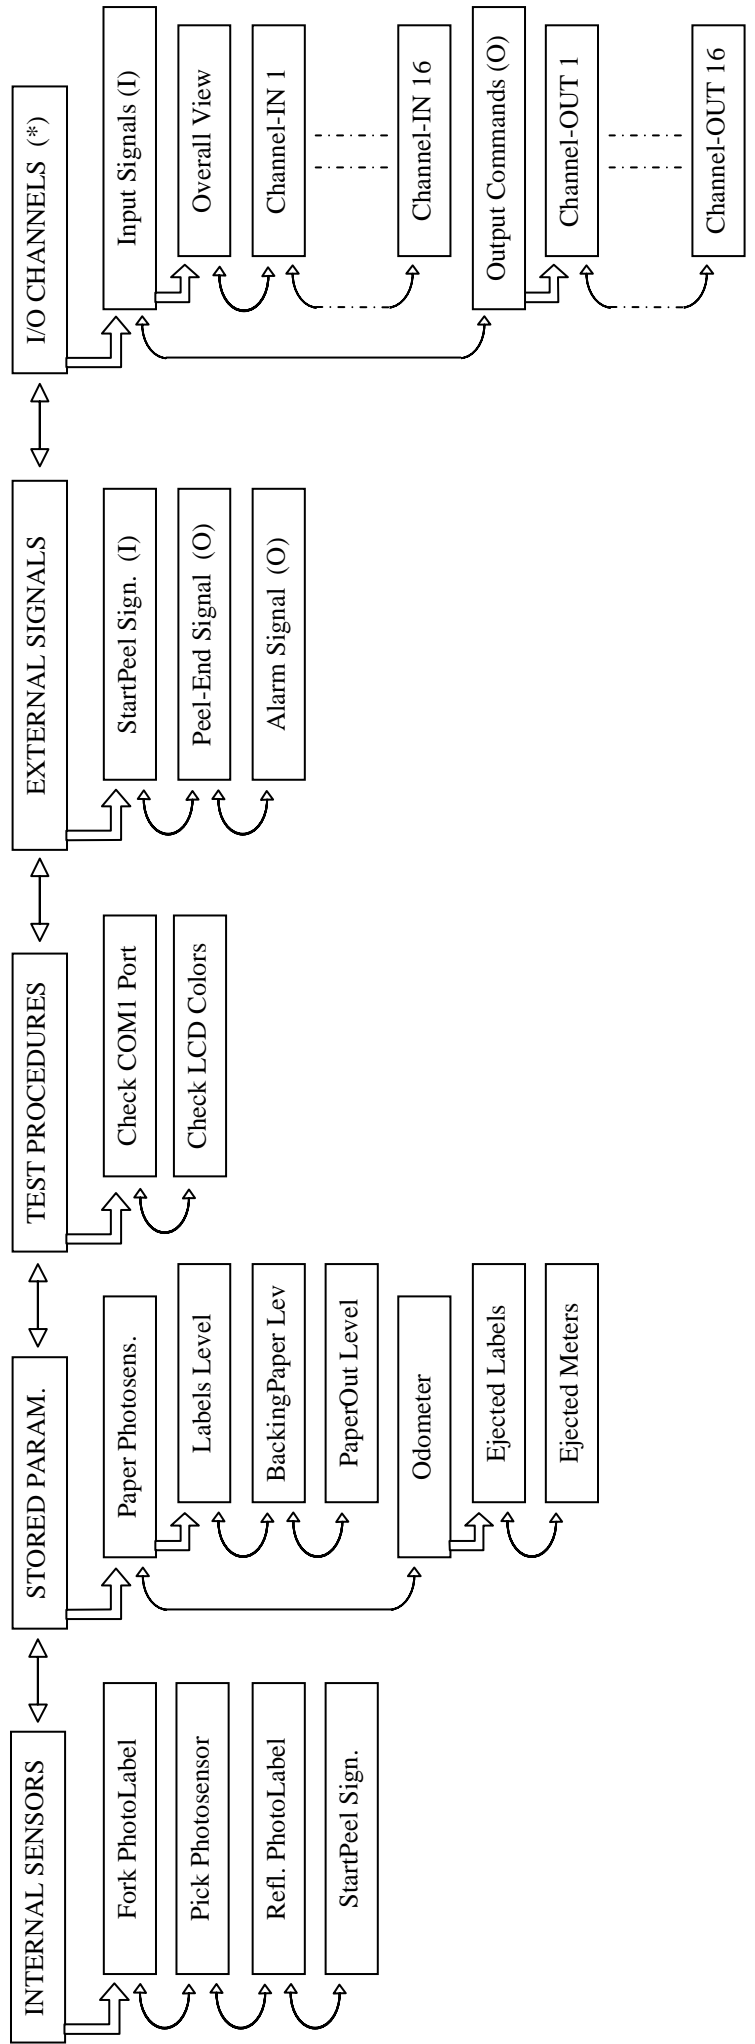 INTERNAL SENSORS
Fork PhotoLabel
Pick Photosensor
Refl. PhotoLabel
StartPeel Sign.
STORED PARAM.
Paper Photosens.
Labels Level
BackingPaper Lev
PaperOut Level
Odometer
Ejected Labels
Ejected Meters
TEST PROCEDURES
Check COM1 Port
Check LCD Colors
EXTERNAL SIGNALS
StartPeel Sign. (I)
Peel-End Signal (O)
Alarm Signal (O)
I/O CHANNELS (*)
Input Signals (I)
Overall View
Channel-IN 1
Channel-IN 16
Output Commands (O)
Channel-OUT 1
Channel-OUT 16